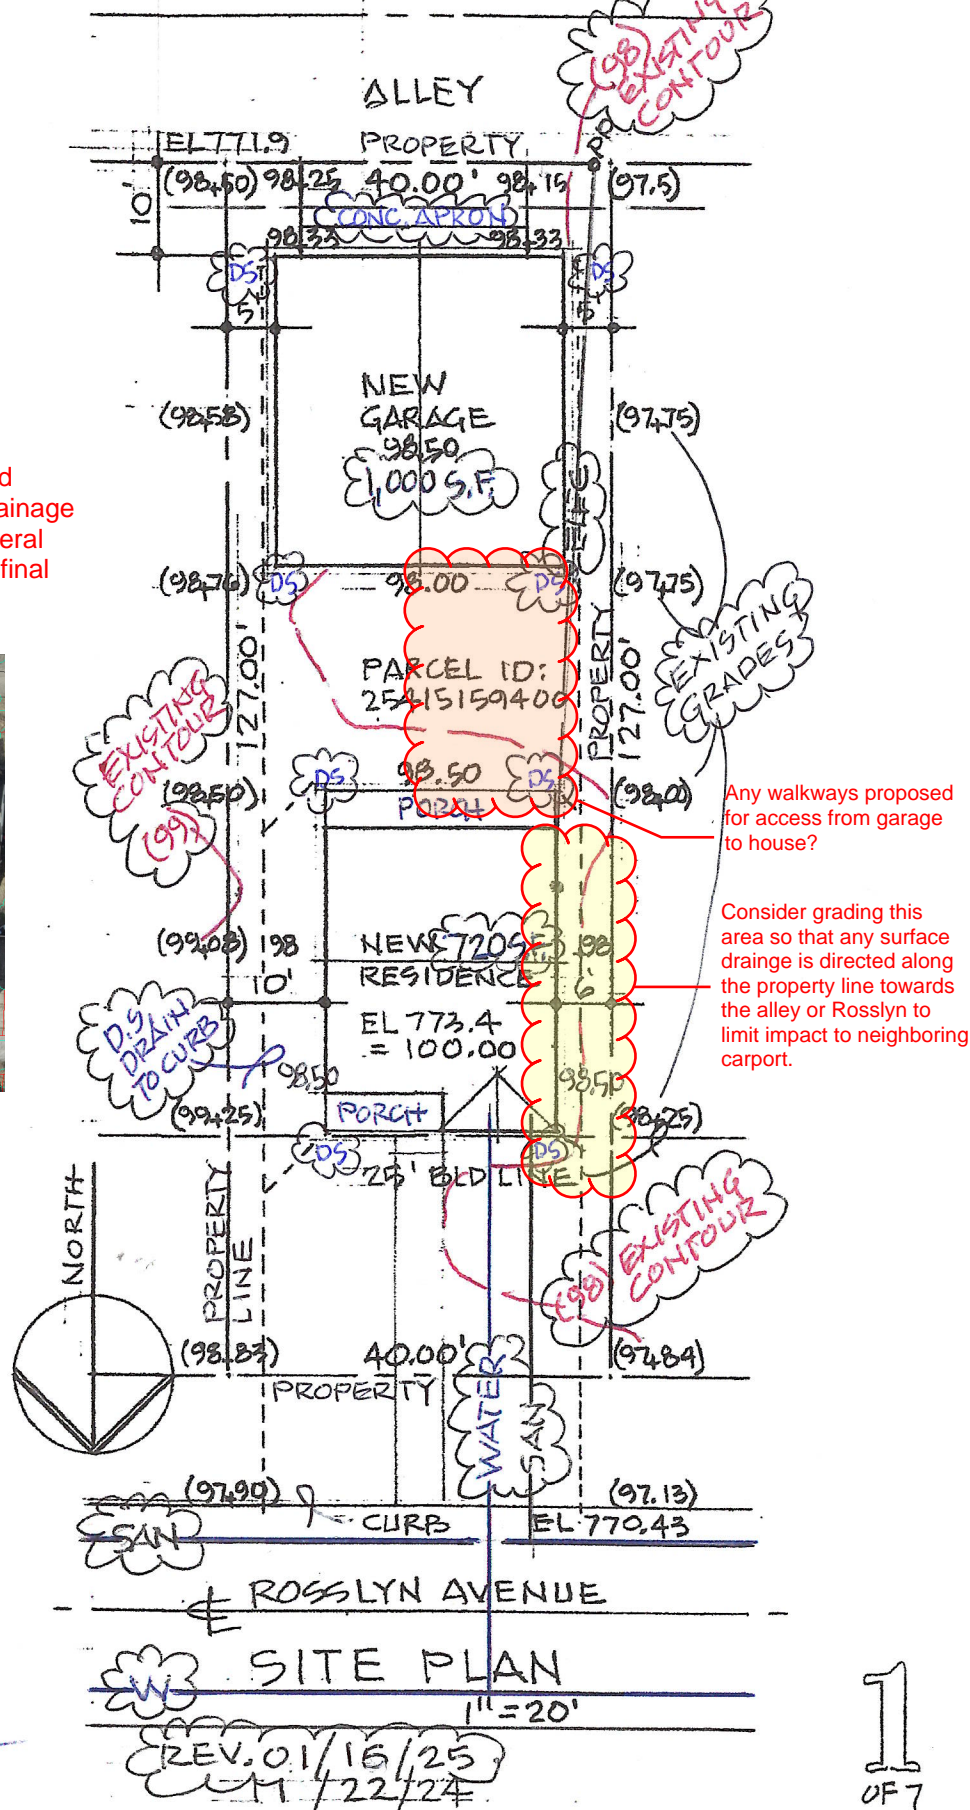 (98)
EXISTING
CONTOUR
ALLEY
EL 771.9
PROPERTY
PP
(98.50) 98.25 40.00' 98.15 (97.5)
10'
CONC. APRON
98.33 98.33
DS
DS
5'
5'
NEW
GARAGE
98.50
1,000 S.F.
(98.58)
(97.75)
ELEC
d
ainage
eral
final
(98.76)
DS
98.00
DS
(97.75)
EXISTING
GRADES
127.00'
PROPERTY
127.00'
PARCEL ID:
25415159400
EXISTING
CONTOUR
(99)
(98.50)
DS
98.50
DS
(98.00)
PORCH
Any walkways proposed
for access from garage
to house?
Consider grading this
area so that any surface
drainge is directed along
the property line towards
the alley or Rosslyn to
limit impact to neighboring
carport.
(99.08) 98
NEW 720SF
RESIDENCE
98
10'
6'
EL 773.4
= 100.00
D.S
DRAIN
TO CURB
98.50
98.50
PORCH
(99.25)
(98.25)
DS
DS
25' BLD LINE
NORTH
PROPERTY
LINE
(98) EXISTING
CONTOUR
(98.83)
40.00'
(97.84)
PROPERTY
WATER
SAN
(97.90)
(97.13)
SAN
CURB
EL 770.43
ROSSLYN AVENUE
W
SITE PLAN
1" = 20'
REV. 01/16/25
11/22/24
1
OF 7